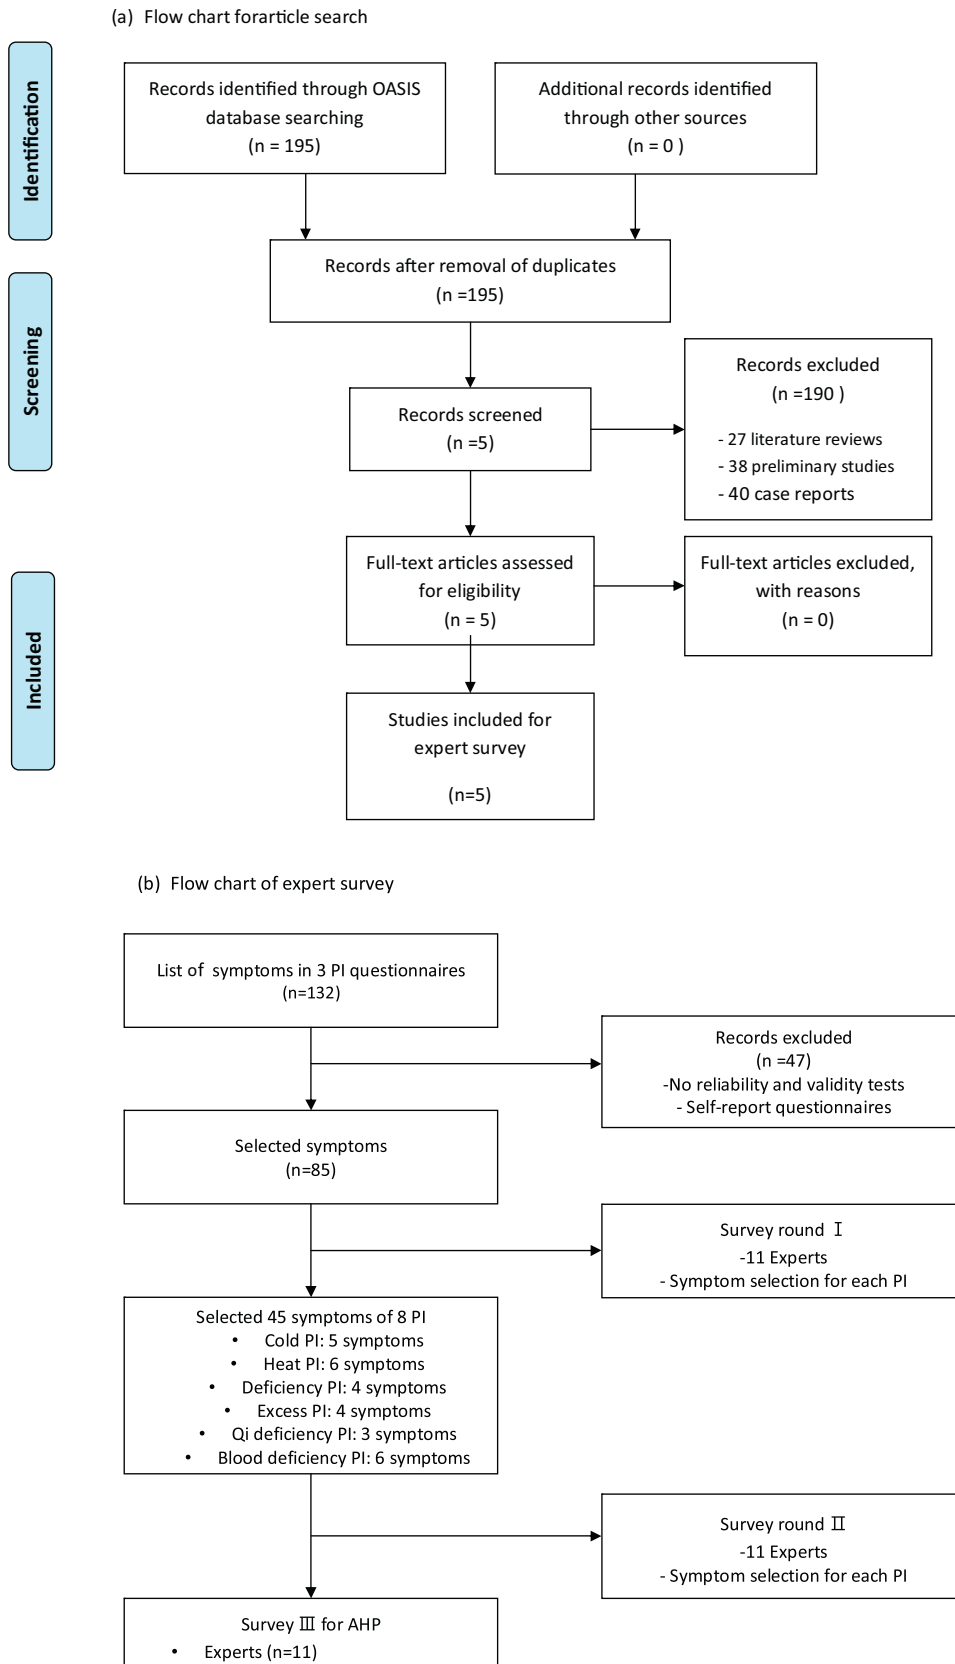 (a) Flow chart forarticle search
Identification
Records identified through OASIS
database searching
(n = 195)
Additional records identified
through other sources
(n = 0 )
Records after removal of duplicates
(n =195)
Screening
Records excluded
(n =190 )
- 27 literature reviews
- 38 preliminary studies
- 40 case reports
Records screened
(n =5)
Full-text articles assessed
for eligibility
(n = 5)
Full-text articles excluded,
with reasons
(n = 0)
Included
Studies included for
expert survey
(n=5)
(b) Flow chart of expert survey
List of symptoms in 3 PI questionnaires
(n=132)
Records excluded
(n =47)
-No reliability and validity tests
- Self-report questionnaires
Selected symptoms
(n=85)
Survey round Ⅰ
-11 Experts
- Symptom selection for each PI
Selected 45 symptoms of 8 PI
• Cold PI: 5 symptoms
• Heat PI: 6 symptoms
• Deficiency PI: 4 symptoms
• Excess PI: 4 symptoms
• Qi deficiency PI: 3 symptoms
• Blood deficiency PI: 6 symptoms
Survey round Ⅱ
-11 Experts
- Symptom selection for each PI
Survey Ⅲ for AHP
• Experts (n=11)